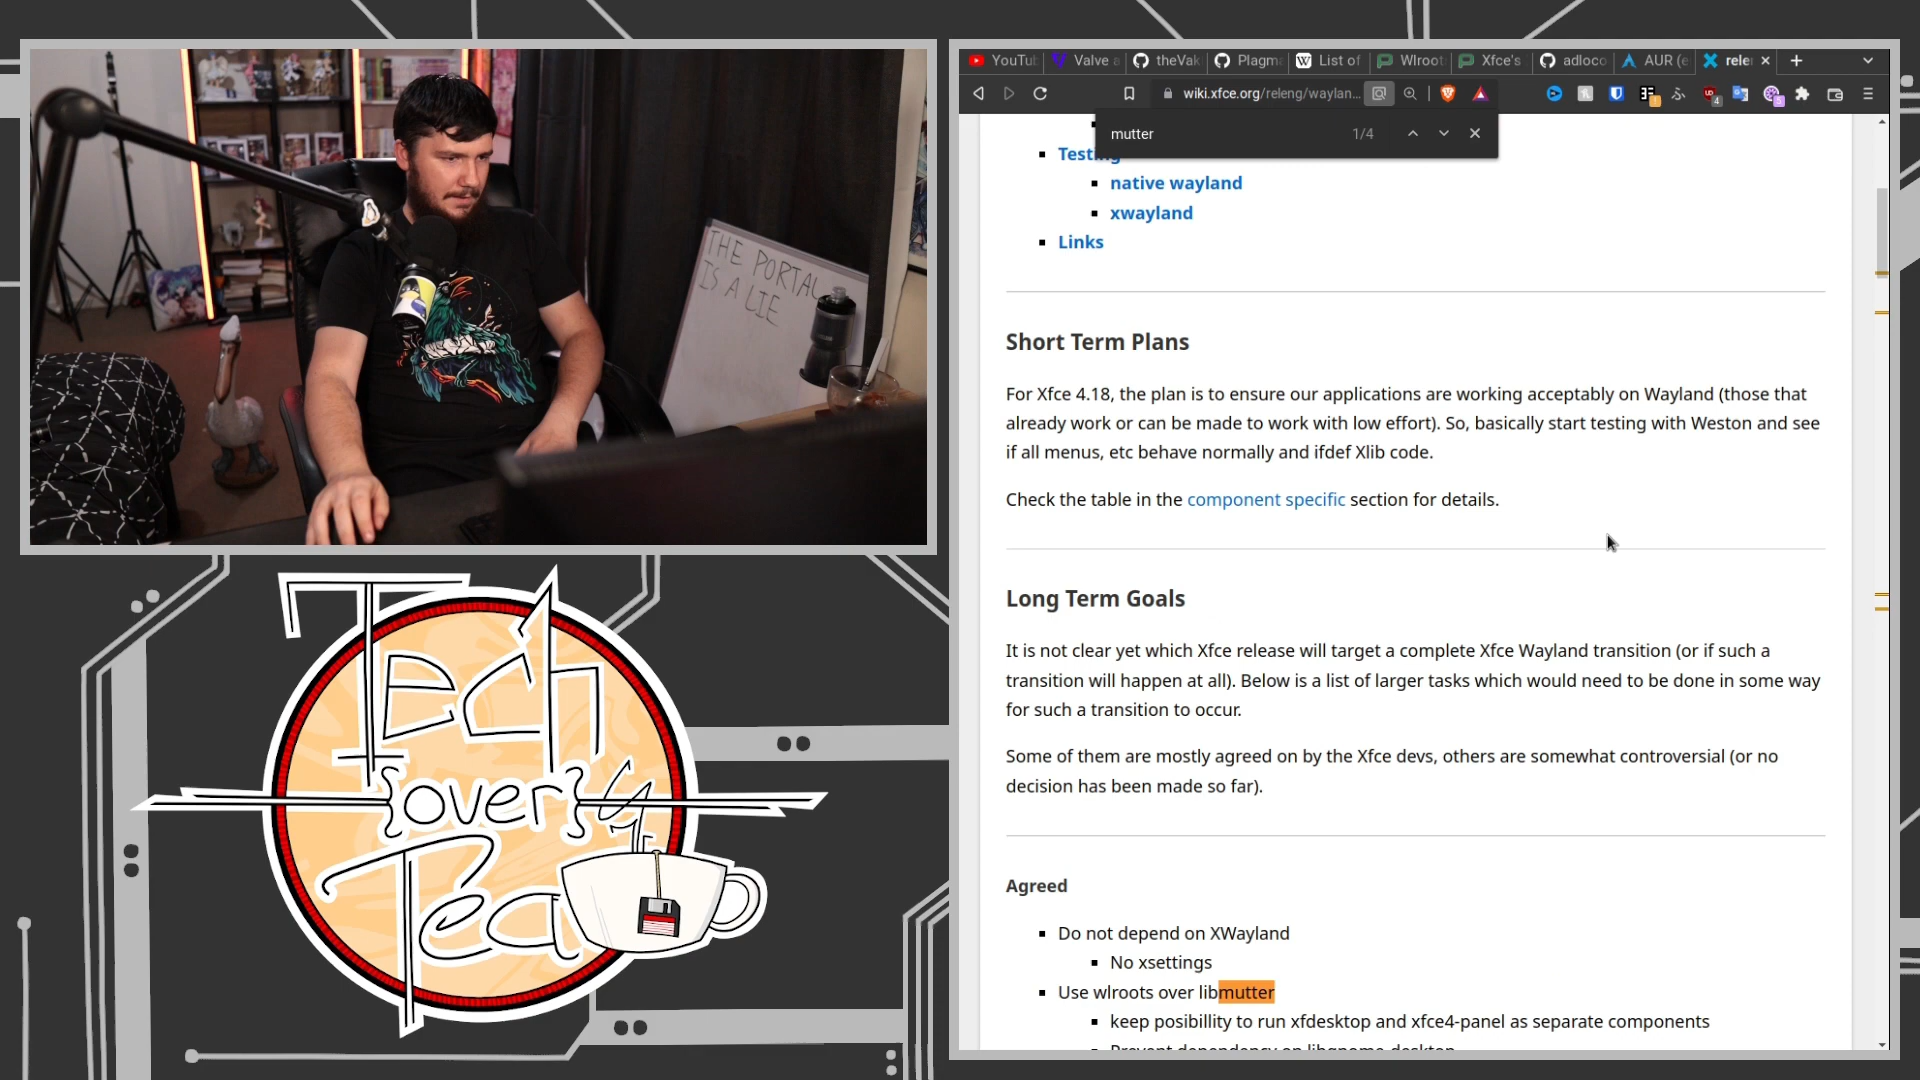 THE PORTAL
IS A LIE
Tech
{over}
Tea
YouTu
Valve a
theVak
Plagm
List of
Wlroot
Xfce's
adloco
AUR (e
rele
wiki.xfce.org/releng/waylan...
mutter
1/4
Testing
native wayland
xwayland
Links
Short Term Plans
For Xfce 4.18, the plan is to ensure our applications are working acceptably on Wayland (those that
already work or can be made to work with low effort). So, basically start testing with Weston and see
if all menus, etc behave normally and ifdef Xlib code.
Check the table in the component specific section for details.
Long Term Goals
It is not clear yet which Xfce release will target a complete Xfce Wayland transition (or if such a
transition will happen at all). Below is a list of larger tasks which would need to be done in some way
for such a transition to occur.
Some of them are mostly agreed on by the Xfce devs, others are somewhat controversial (or no
decision has been made so far).
Agreed
Do not depend on XWayland
No xsettings
Use wlroots over libmutter
keep posibillity to run xfdesktop and xfce4-panel as separate components
Prevent dependency on libgnome-desktop